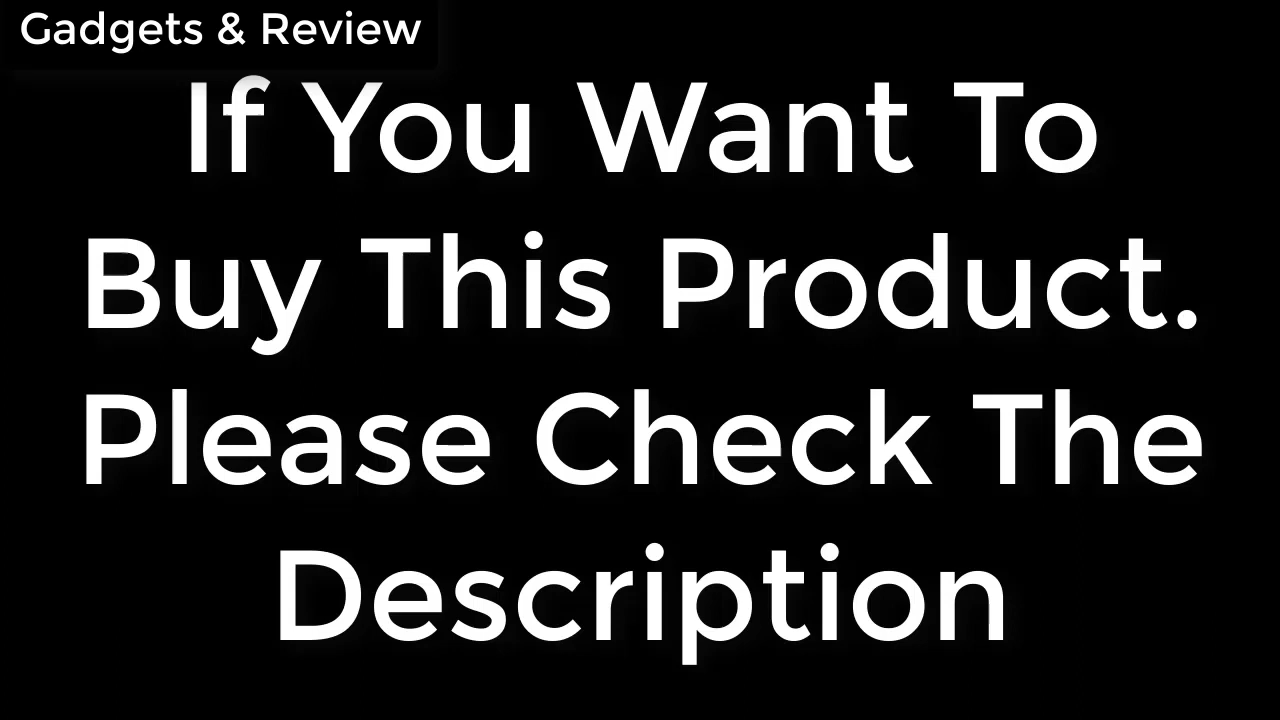 Gadgets & Review
If You Want To
Buy This Product.
Please Check The
Description